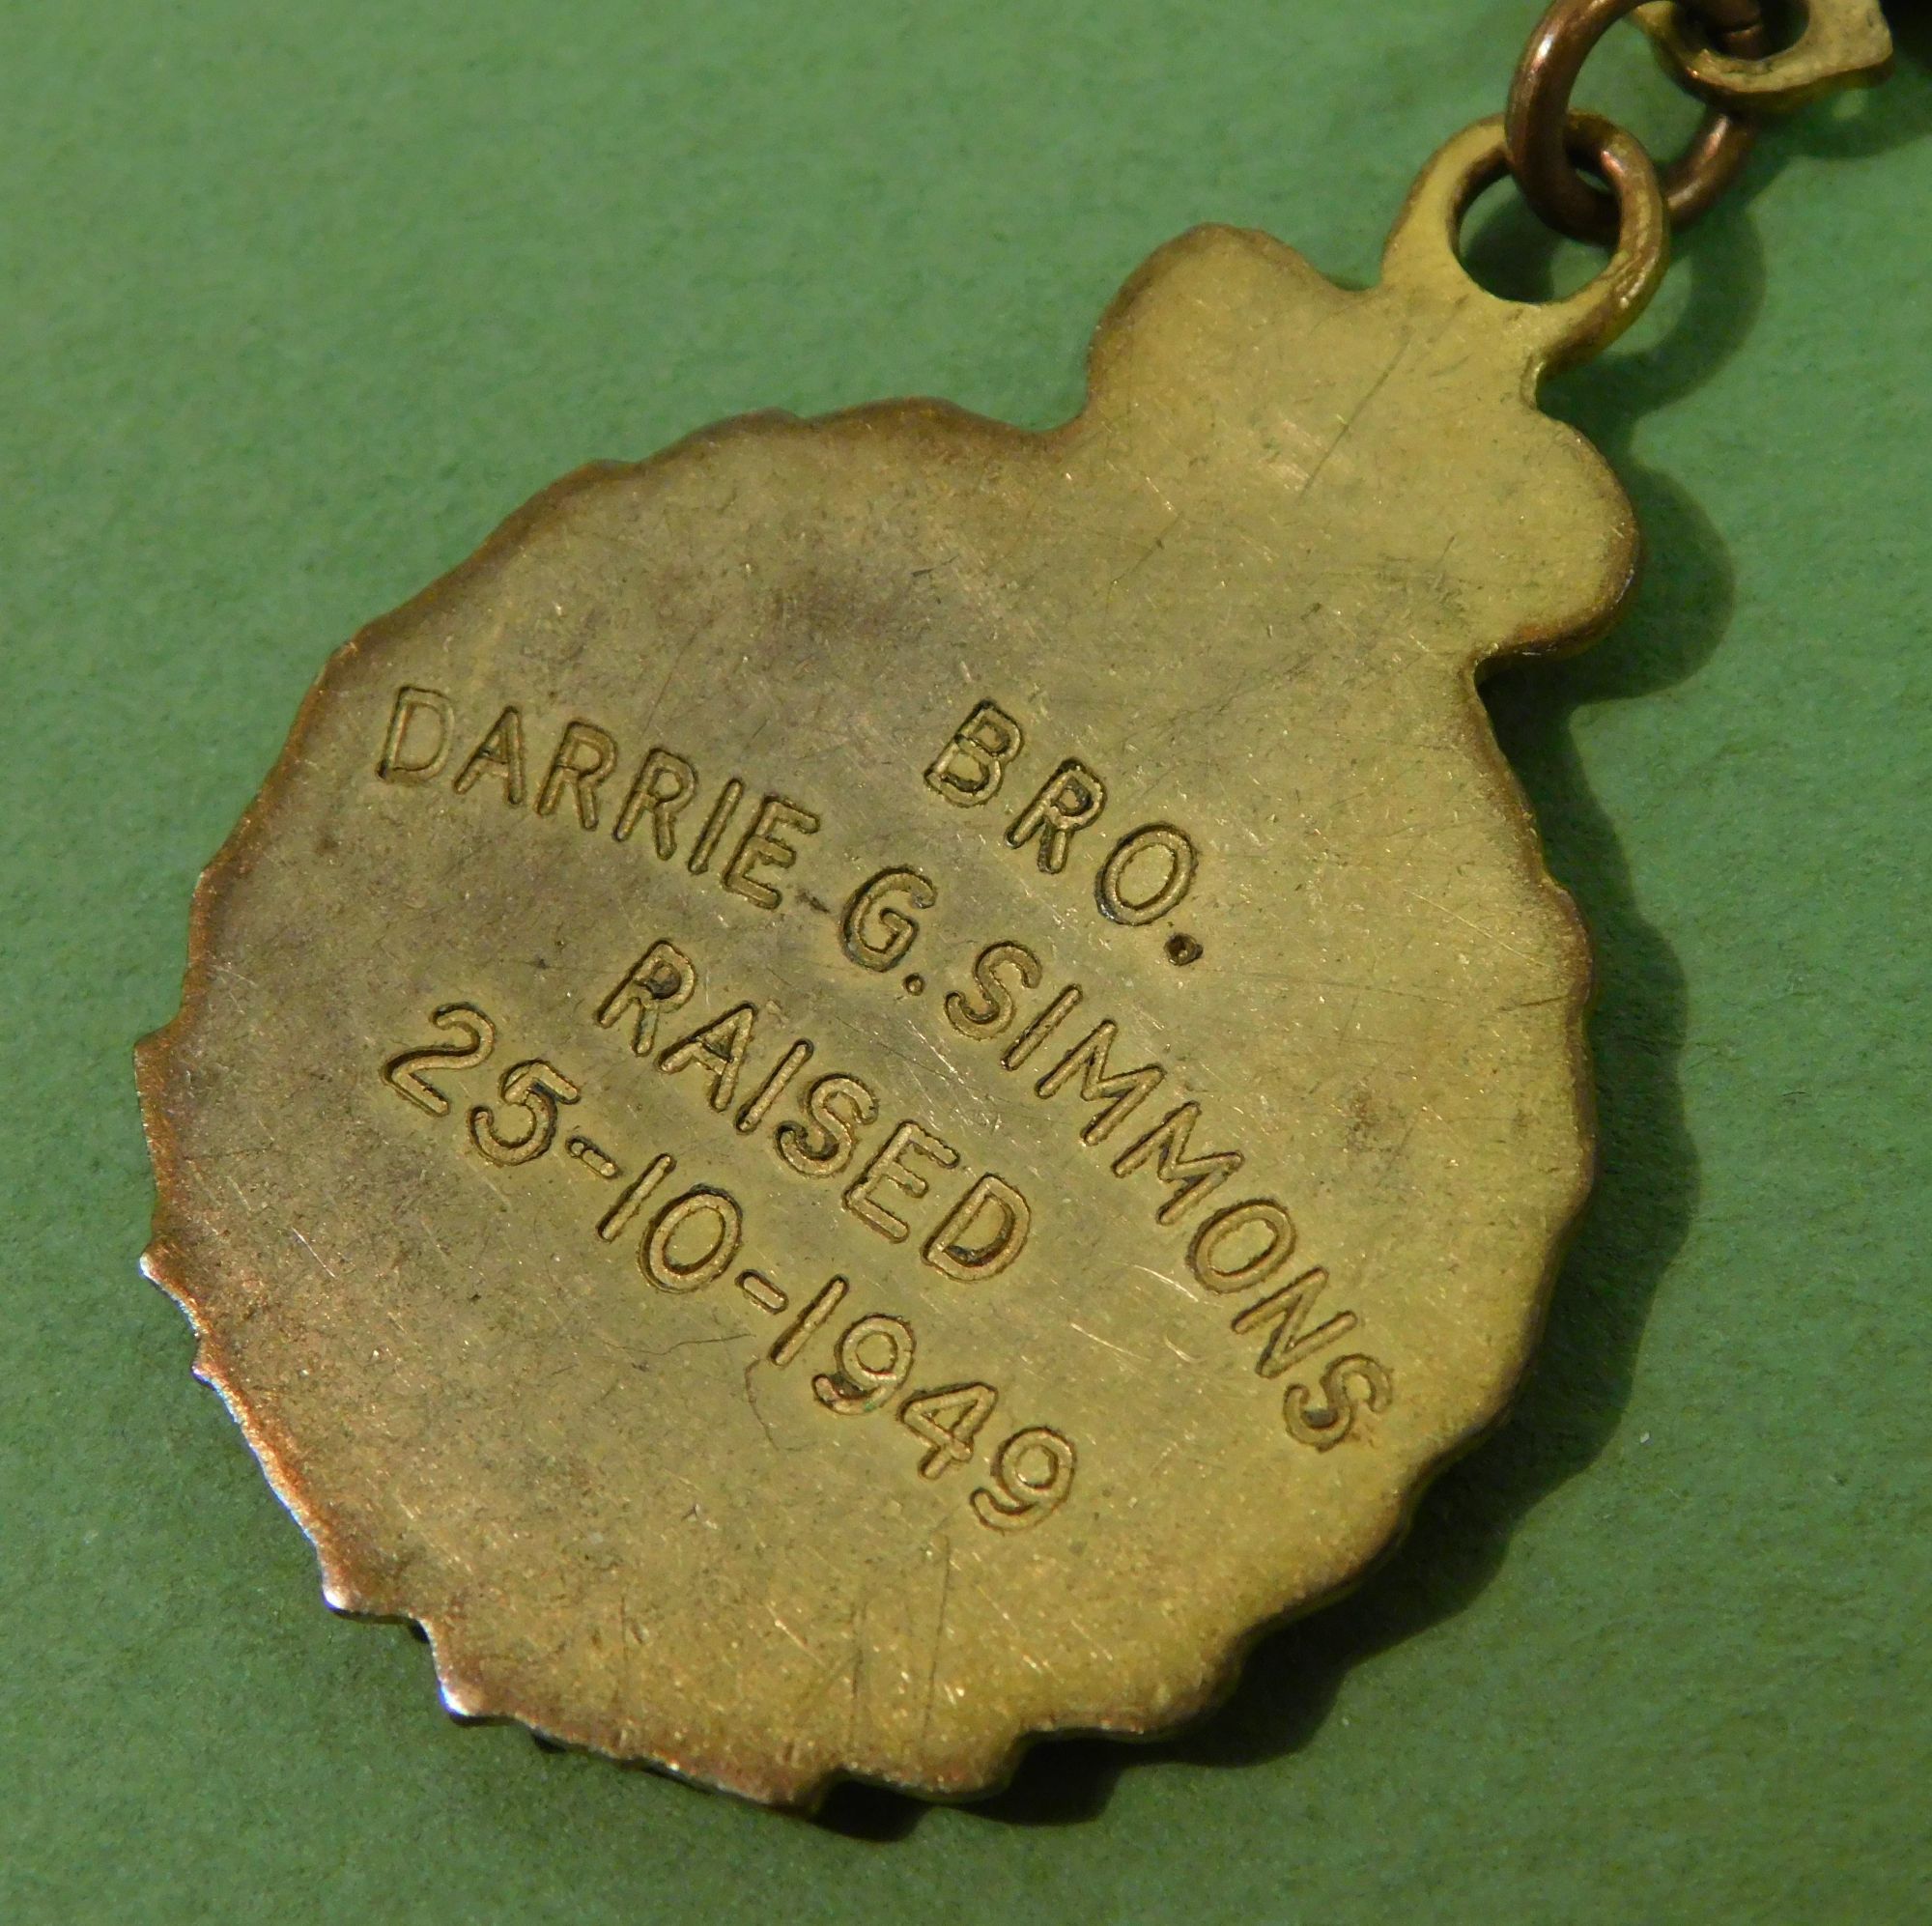 BRO.
DARRIE G. SIMMONS
RAISED
25-10-1949